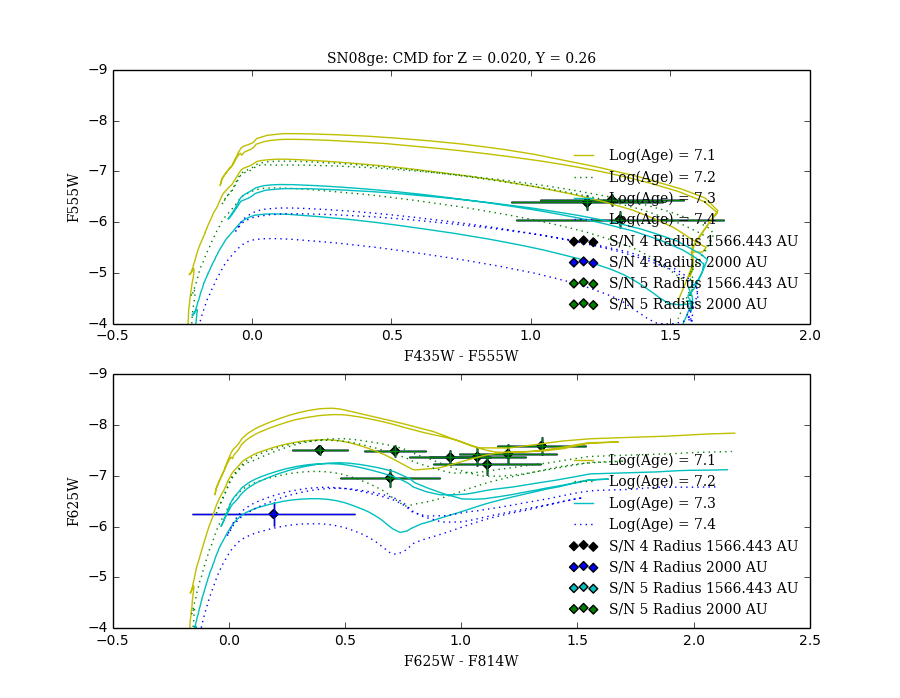 SN08ge: CMD for Z = 0.020, Y = 0.26
−9
−8
−7
−6
−5
−4
F555W
Log(Age) = 7.1
Log(Age) = 7.2
Log(Age) = 7.3
Log(Age) = 7.4
S/N 4 Radius 1566.443 AU
S/N 4 Radius 2000 AU
S/N 5 Radius 1566.443 AU
S/N 5 Radius 2000 AU
−0.5 0.0 0.5 1.0 1.5 2.0
F435W - F555W
−9
−8
−7
−6
−5
−4
F625W
Log(Age) = 7.1
Log(Age) = 7.2
Log(Age) = 7.3
Log(Age) = 7.4
S/N 4 Radius 1566.443 AU
S/N 4 Radius 2000 AU
S/N 5 Radius 1566.443 AU
S/N 5 Radius 2000 AU
−0.5 0.0 0.5 1.0 1.5 2.0 2.5
F625W - F814W